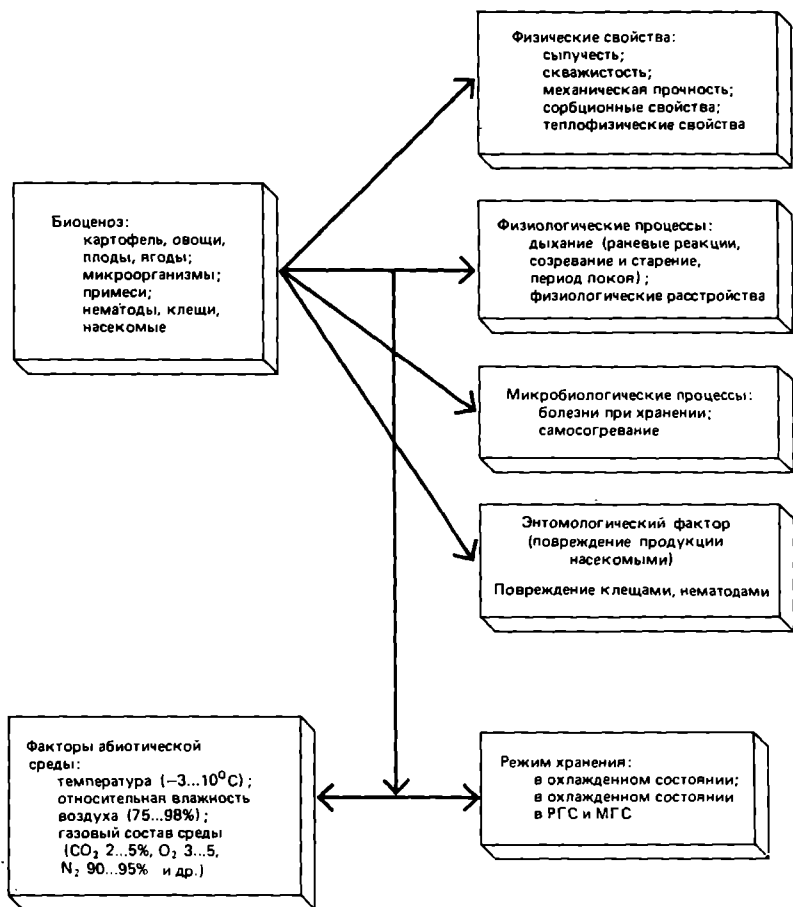 Физические свойства:
сыпучесть;
скважистость;
механическая прочность;
сорбционные свойства;
теплофизические свойства
Биоценоз:
картофель, овощи,
плоды, ягоды;
микроорганизмы;
примеси;
нематоды, клещи,
насекомые
Физиологические процессы:
дыхание (раневые реакции,
созревание и старение,
период покоя);
физиологические расстройства
Микробиологические процессы:
болезни при хранении;
самосогревание
Энтомологический фактор
(повреждение продукции
насекомыми)
Повреждение клещами, нематодами
Факторы абиотической
среды:
температура (−3...10⁰С);
относительная влажность
воздуха (75...98%);
газовый состав среды
(CO₂ 2...5%, O₂ 3...5,
N₂ 90...95% и др.)
Режим хранения:
в охлажденном состоянии;
в охлажденном состоянии
в РГС и МГС